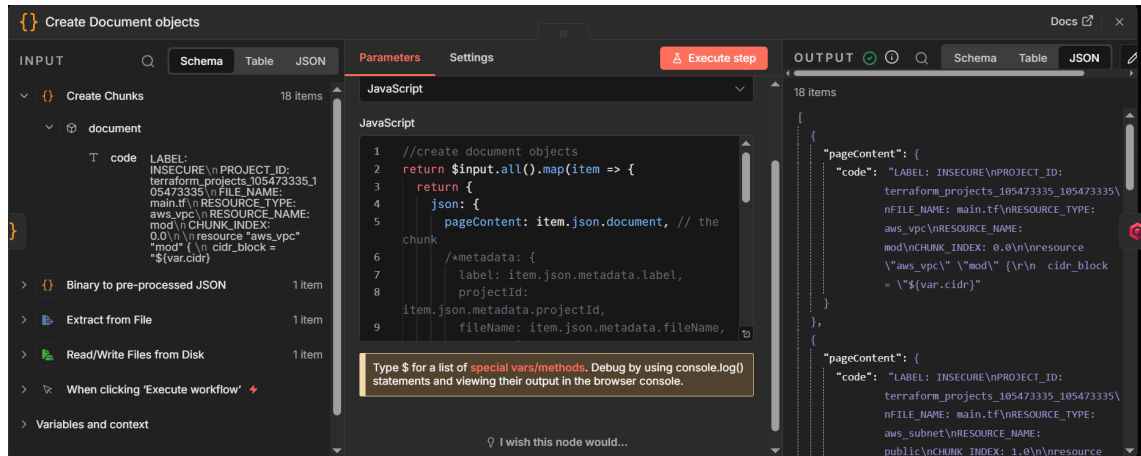 {} Create Document objects
Docs
INPUT
Schema Table JSON
{} Create Chunks 18 items
document
T code LABEL:
INSECURE\n PROJECT_ID:
terraform_projects_105473335_1
05473335\n FILE_NAME:
main.tf\n RESOURCE_TYPE:
aws_vpc\n RESOURCE_NAME:
mod\n CHUNK_INDEX:
0.0\n \n resource "aws_vpc"
"mod" { \n cidr_block =
"${var.cidr}
{} Binary to pre-processed JSON 1 item
Extract from File 1 item
Read/Write Files from Disk 1 item
When clicking ‘Execute workflow’
Variables and context
Parameters Settings
Execute step
JavaScript
JavaScript
1 //create document objects
2 return $input.all().map(item => {
3 return {
4 json: {
5 pageContent: item.json.document, // the
chunk
6 /*metadata: {
7 label: item.json.metadata.label,
8 projectId:
item.json.metadata.projectId,
9 fileName: item.json.metadata.fileName,
Type $ for a list of special vars/methods. Debug by using console.log()
statements and viewing their output in the browser console.
I wish this node would...
OUTPUT
Schema Table JSON
18 items
[
{
"pageContent": {
"code": "LABEL: INSECURE\nPROJECT_ID:
terraform_projects_105473335_105473335\
nFILE_NAME: main.tf\nRESOURCE_TYPE:
aws_vpc\nRESOURCE_NAME:
mod\nCHUNK_INDEX: 0.0\n\nresource
\"aws_vpc\" \"mod\" {\r\n cidr_block
= \"${var.cidr}"
}
},
{
"pageContent": {
"code": "LABEL: INSECURE\nPROJECT_ID:
terraform_projects_105473335_105473335\
nFILE_NAME: main.tf\nRESOURCE_TYPE:
aws_subnet\nRESOURCE_NAME:
public\nCHUNK_INDEX: 1.0\n\nresource